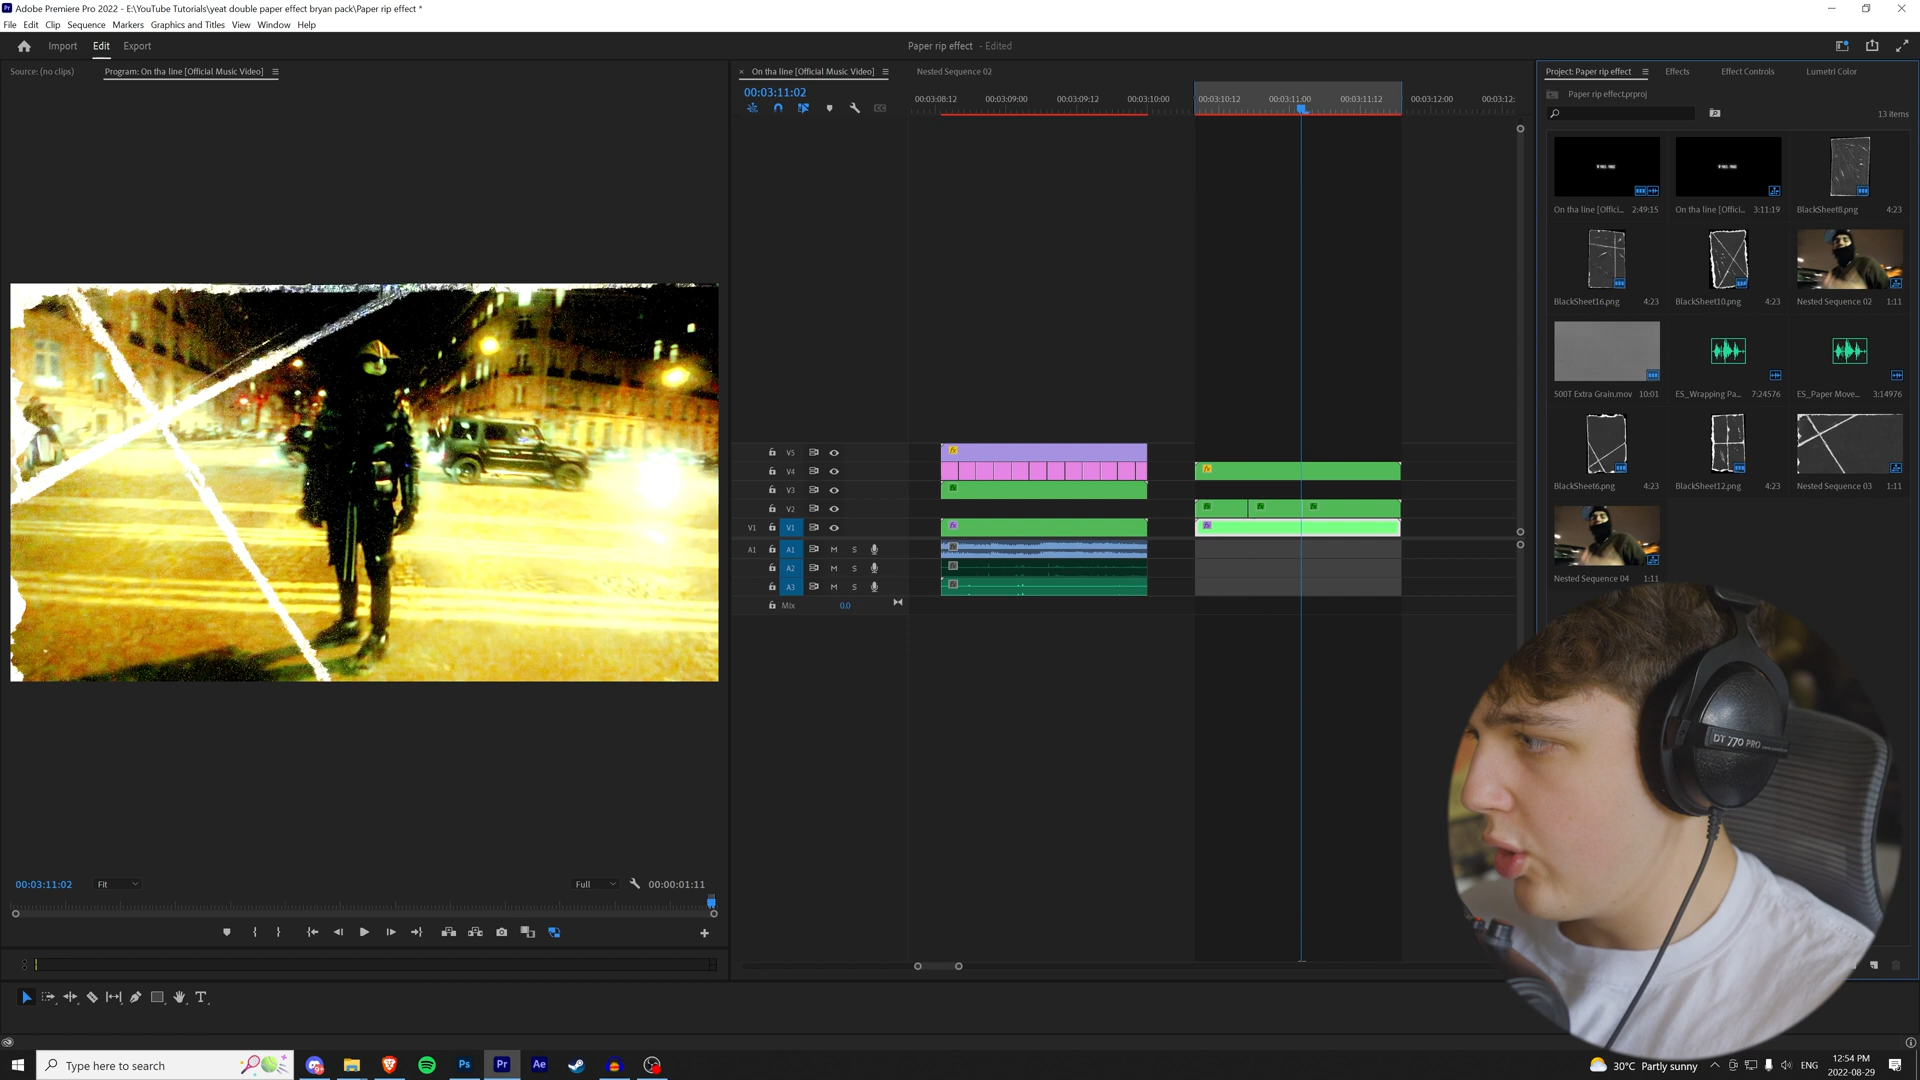 Adobe Premiere Pro 2022 - E:\YouTube Tutorials\yeat double paper effect bryan pack\Paper rip effect *
File Edit Clip Sequence Markers Graphics and Titles View Window Help
Import Edit Export
Paper rip effect - Edited
Source: (no clips) Program: On tha line [Official Music Video]
× On tha line [Official Music Video] Nested Sequence 02
Project: Paper rip effect Effects Effect Controls Lumetri Color
00:03:11:02
00:03:08:12 00:03:09:00 00:03:09:12 00:03:10:00 00:03:10:12 00:03:11:00 00:03:11:12 00:03:12:00 00:03:12:
Paper rip effect.prproj
13 items
On tha line [Offici... 2:49:15
On tha line [Offici... 3:11:19
BlackSheet8.png 4:23
BlackSheet16.png 4:23
BlackSheet10.png 4:23
Nested Sequence 02 1:11
500T Extra Grain.mov 10:01
ES_Wrapping Pa... 7:24576
ES_Paper Move... 3:14976
BlackSheet6.png 4:23
BlackSheet12.png 4:23
Nested Sequence 03 1:11
Nested Sequence 04 1:11
V5
V4
V3
V2
V1 V1
A1 A1 M S
A2 M S
A3 M S
Mix 0.0
DT 770 PRO
00:03:11:02 Fit Full 00:00:01:11
Type here to search
Ps Pr Ae
30°C Partly sunny ENG
12:54 PM
2022-08-29